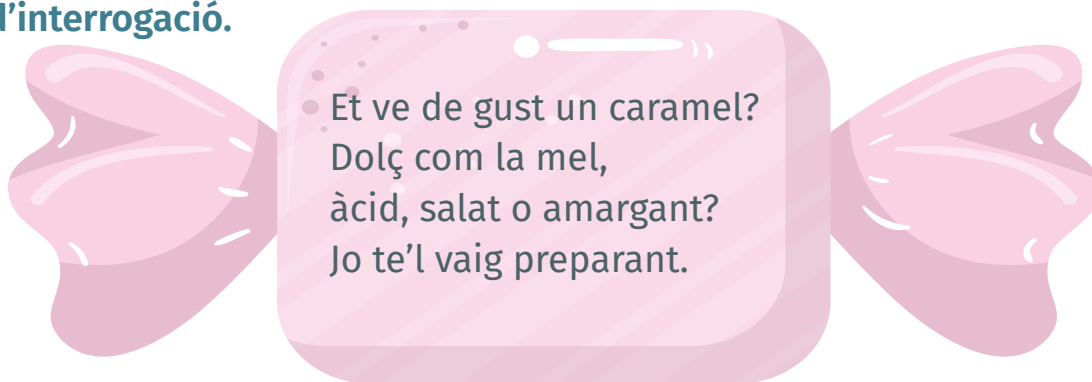 d'interrogació.
Et ve de gust un caramel?
Dolç com la mel,
àcid, salat o amargant?
Jo te'l vaig preparant.